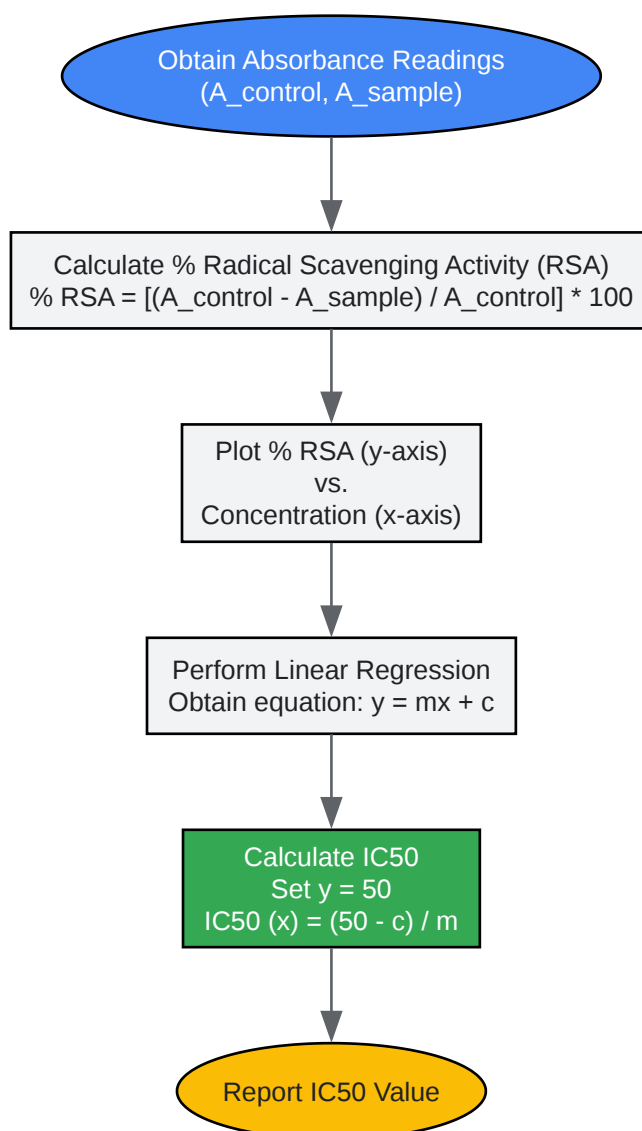 Obtain Absorbance Readings
(A_control, A_sample)
Calculate % Radical Scavenging Activity (RSA)
% RSA = [(A_control - A_sample) / A_control] * 100
Plot % RSA (y-axis)
vs.
Concentration (x-axis)
Perform Linear Regression
Obtain equation: y = mx + c
Calculate IC50
Set y = 50
IC50 (x) = (50 - c) / m
Report IC50 Value